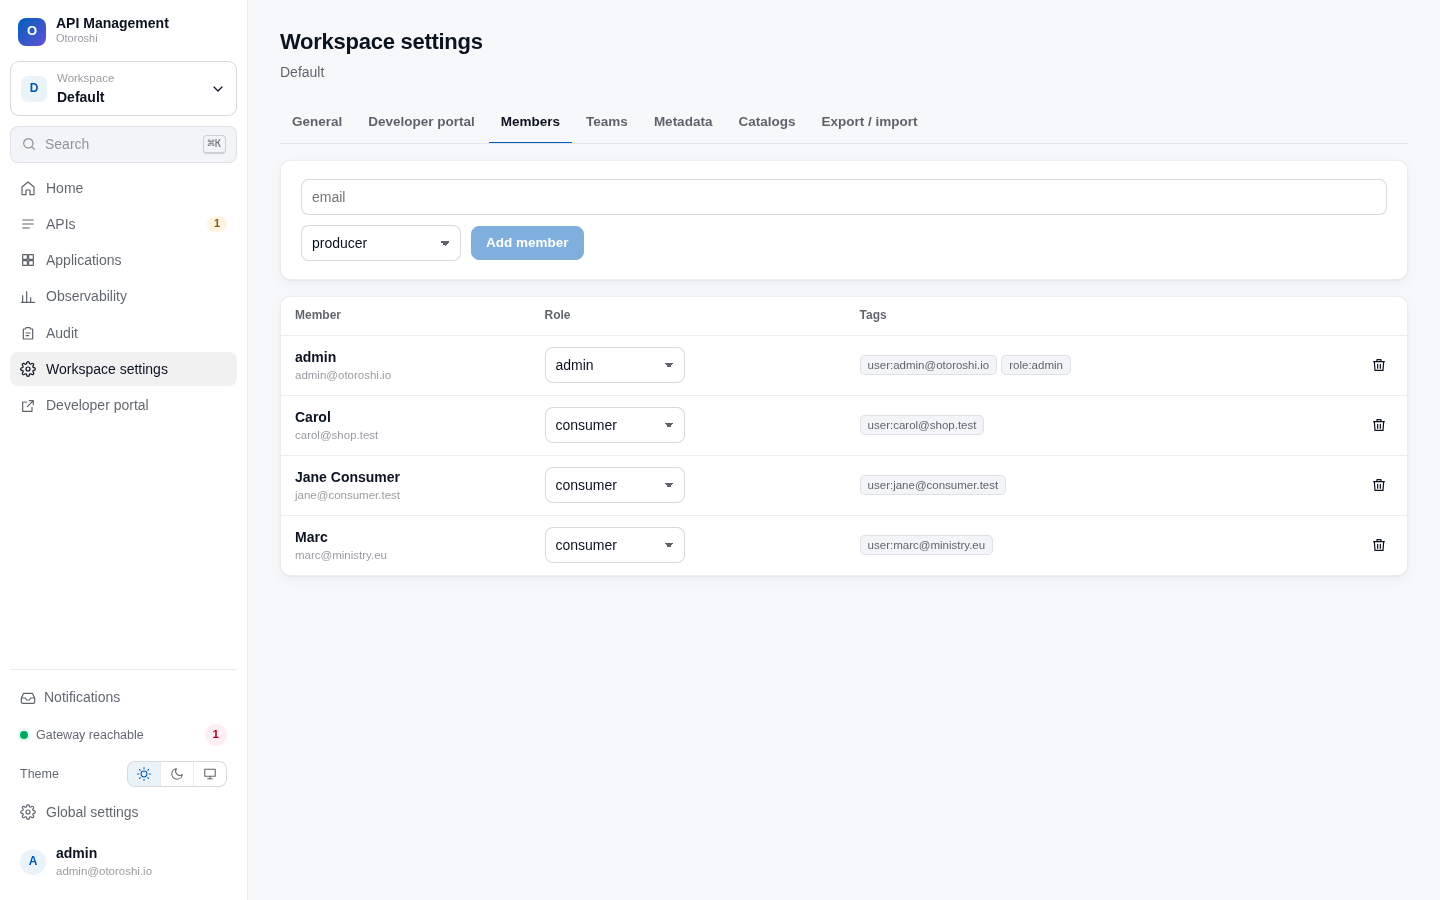 O
API Management
Otoroshi
D
Workspace
Default
Search
⌘K
Home
APIs
1
Applications
Observability
Audit
Workspace settings
Developer portal
Notifications
Gateway reachable
1
Theme
Global settings
A
admin
admin@otoroshi.io
Workspace settings
Default
General Developer portal Members Teams Metadata Catalogs Export / import
email
producer
Add member
Member Role Tags
admin
admin@otoroshi.io
admin
user:admin@otoroshi.io role:admin
Carol
carol@shop.test
consumer
user:carol@shop.test
Jane Consumer
jane@consumer.test
consumer
user:jane@consumer.test
Marc
marc@ministry.eu
consumer
user:marc@ministry.eu